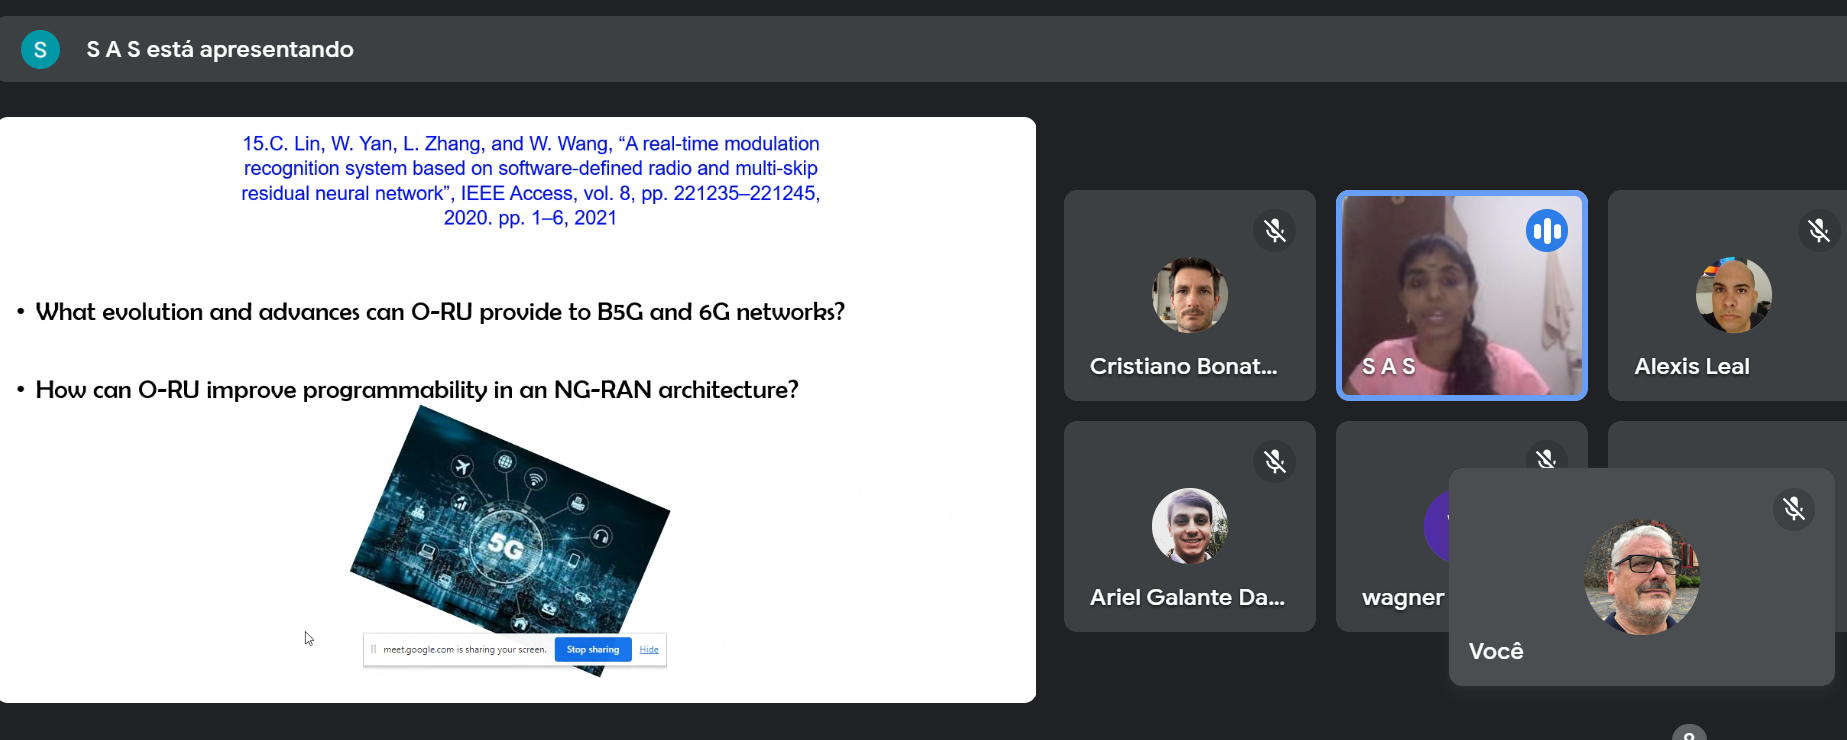 S
S A S está apresentando
15.C. Lin, W. Yan, L. Zhang, and W. Wang, “A real-time modulation
recognition system based on software-defined radio and multi-skip
residual neural network”, IEEE Access, vol. 8, pp. 221235–221245,
2020. pp. 1–6, 2021
• What evolution and advances can O-RU provide to B5G and 6G networks?
• How can O-RU improve programmability in an NG-RAN architecture?
5G
meet.google.com is sharing your screen.
Stop sharing
Hide
Cristiano Bonat...
S A S
Alexis Leal
Ariel Galante Da...
wagner
Você